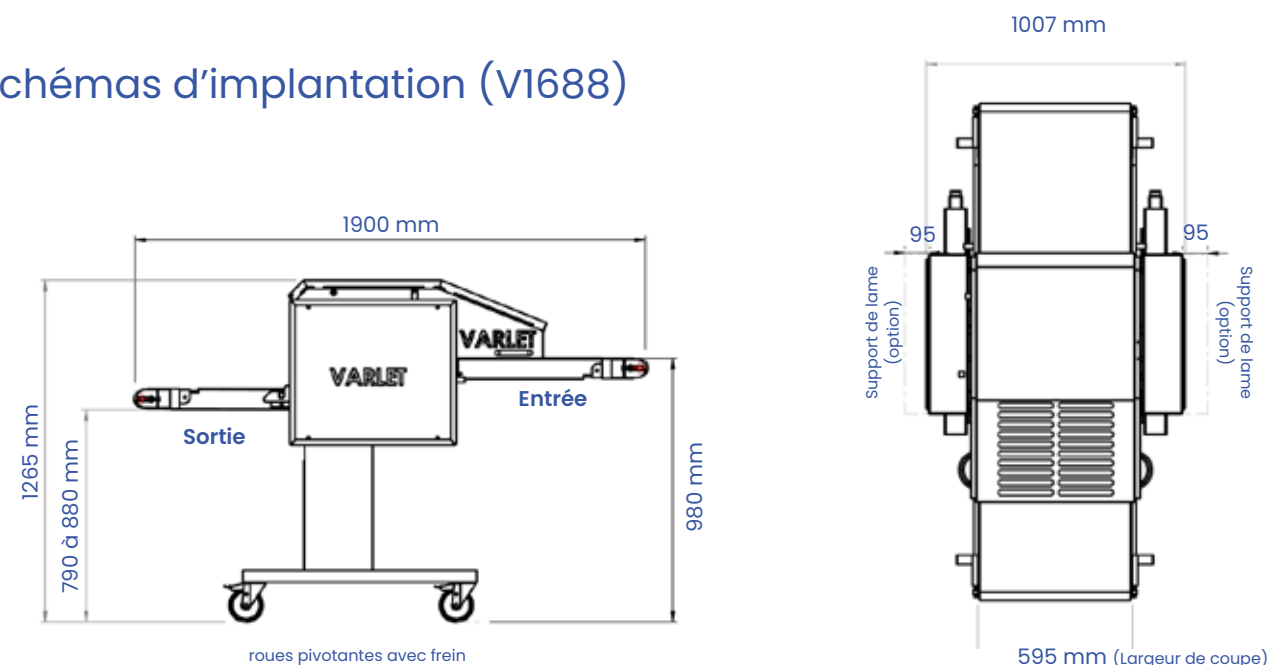 chémas d'implantation (V1688)
1007 mm
1900 mm
95
95
Support de lame
(option)
Support de lame
(option)
VARLET
VARLET
Entrée
Sortie
1265 mm
790 à 880 mm
980 mm
roues pivotantes avec frein
595 mm (Largeur de coupe)